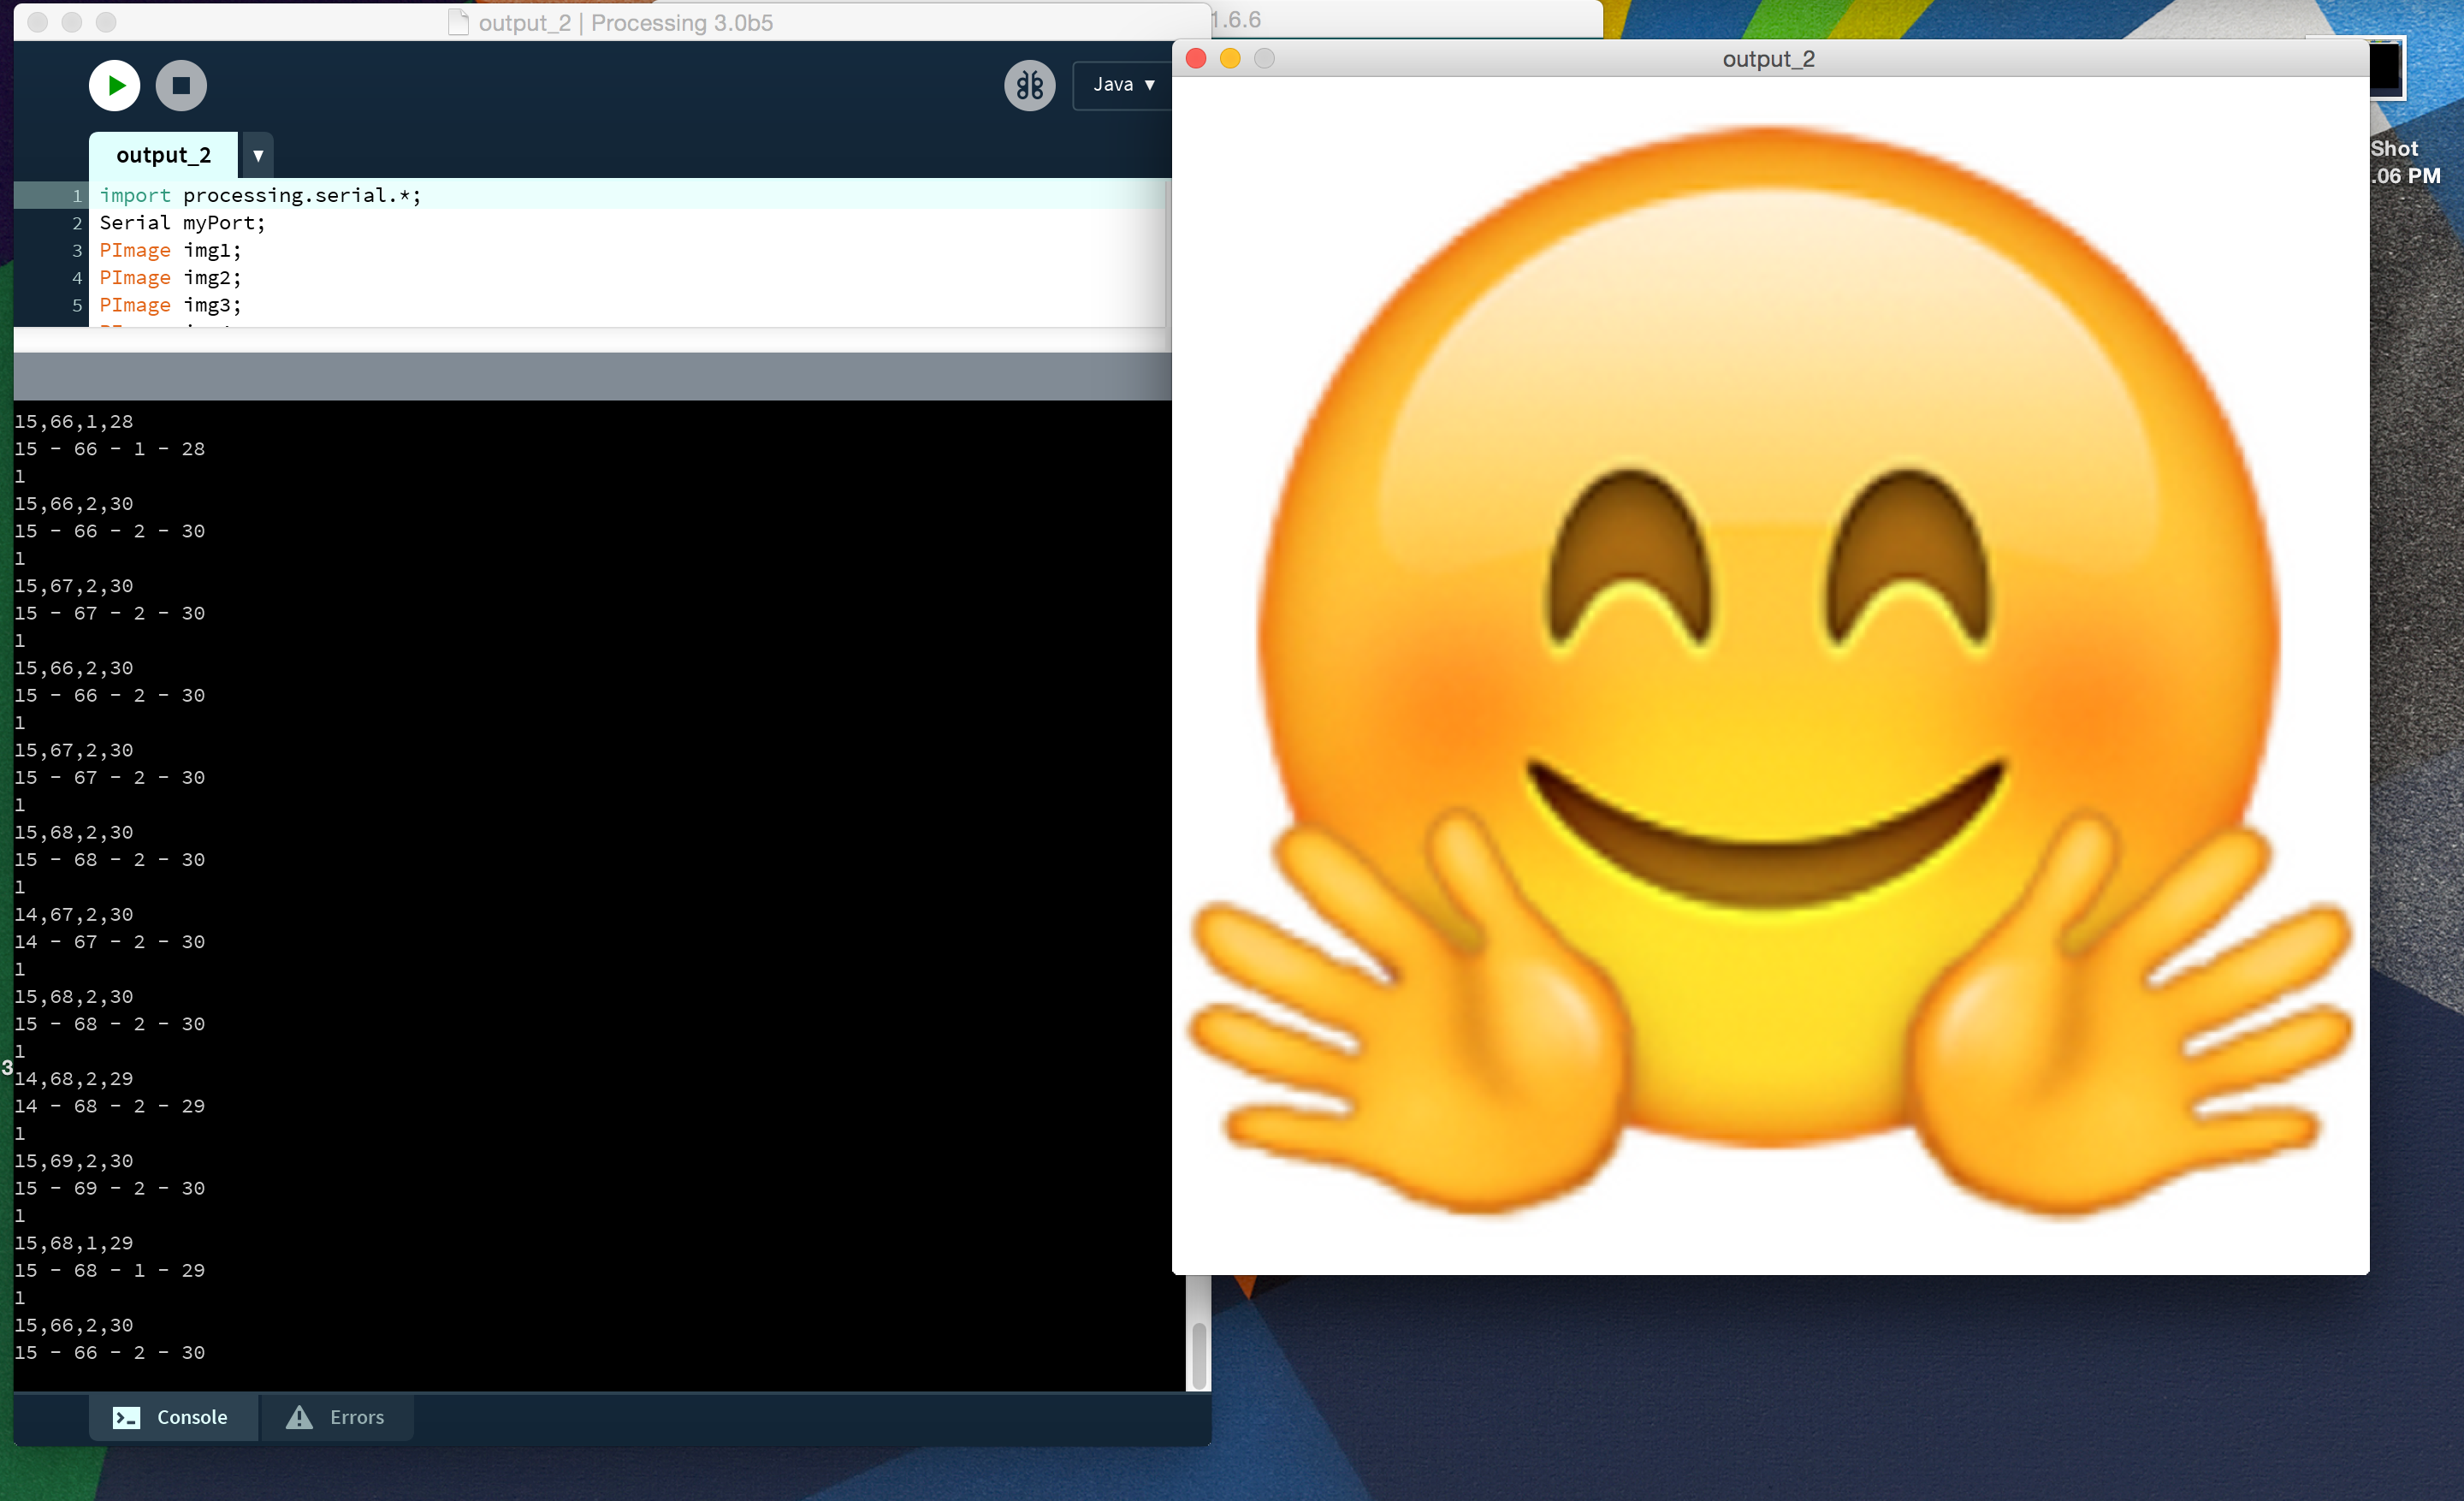 output_2 | Processing 3.0b5
1.6.6
output_2
Java ▼
output_2 ▼
1 import processing.serial.*;
2 Serial myPort;
3 PImage img1;
4 PImage img2;
5 PImage img3;
Shot
.06 PM
15,66,1,28
15 - 66 - 1 - 28
1
15,66,2,30
15 - 66 - 2 - 30
1
15,67,2,30
15 - 67 - 2 - 30
1
15,66,2,30
15 - 66 - 2 - 30
1
15,67,2,30
15 - 67 - 2 - 30
1
15,68,2,30
15 - 68 - 2 - 30
1
14,67,2,30
14 - 67 - 2 - 30
1
15,68,2,30
15 - 68 - 2 - 30
1
3
14,68,2,29
14 - 68 - 2 - 29
1
15,69,2,30
15 - 69 - 2 - 30
1
15,68,1,29
15 - 68 - 1 - 29
1
15,66,2,30
15 - 66 - 2 - 30
Console
Errors